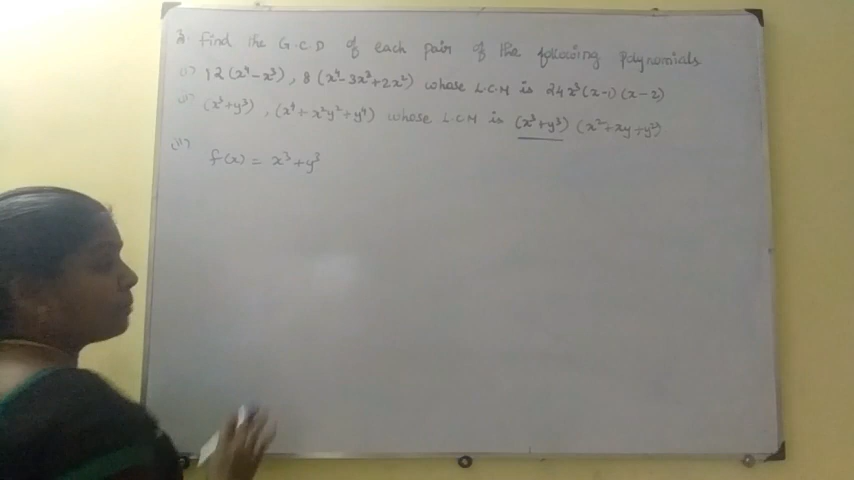 2. Find the G.C.D of each pair of the following polynomials
(i) 12(x⁴-x³), 8(x⁴-3x³+2x²) whose L.C.M is 24x³(x-1)(x-2)
(ii) (x³+y³), (x⁴+x²y²+y⁴) whose L.C.M is (x³+y³)(x²+xy+y²)
(ii)
f(x) = x³+y³